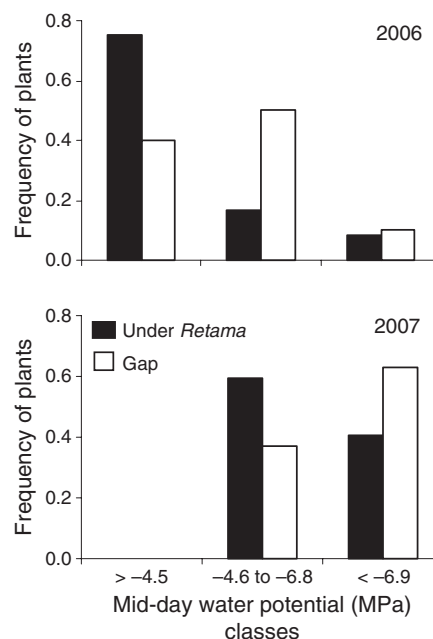 2006
Frequency of plants
0.8
0.6
0.4
0.2
0.0
2007
Under Retama
Gap
Frequency of plants
0.8
0.6
0.4
0.2
0.0
> –4.5
–4.6 to –6.8
< –6.9
Mid-day water potential (MPa)
classes